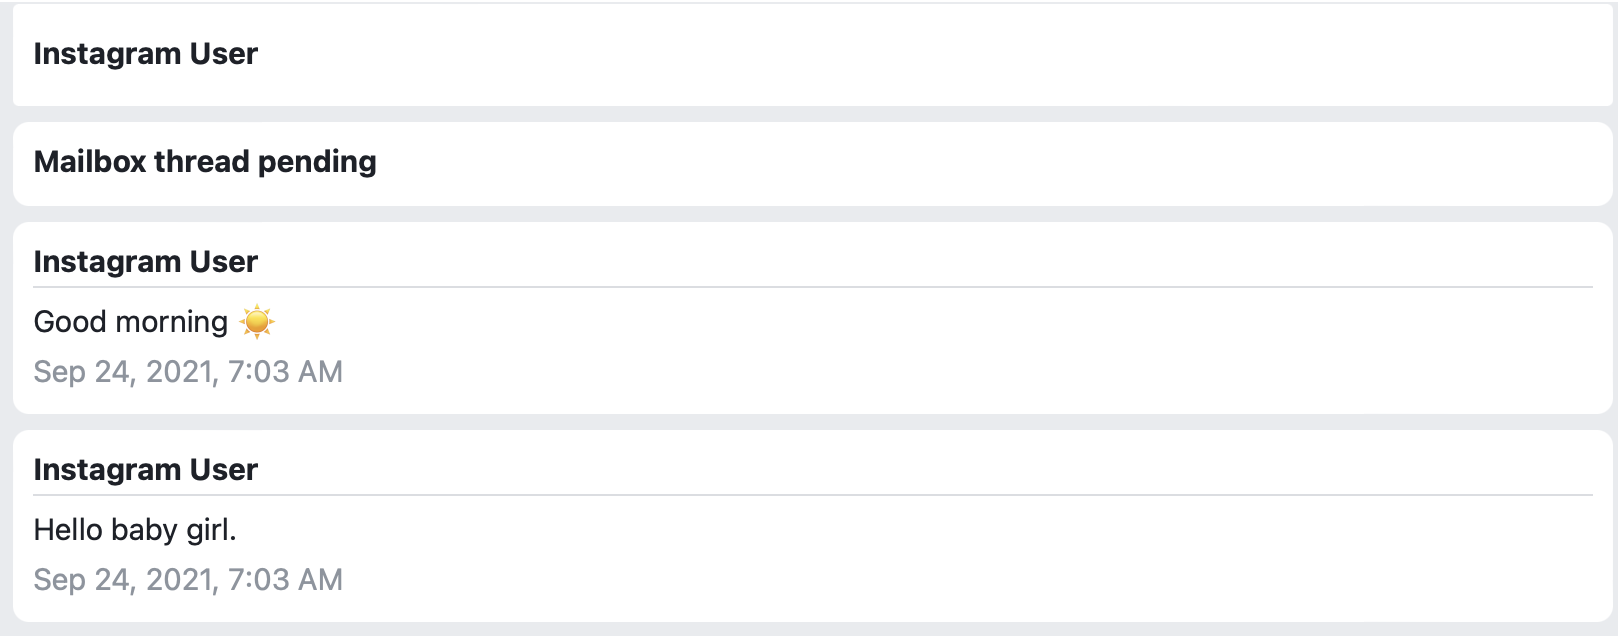 Instagram User
Mailbox thread pending
Instagram User
Good morning ☀️
Sep 24, 2021, 7:03 AM
Instagram User
Hello baby girl.
Sep 24, 2021, 7:03 AM